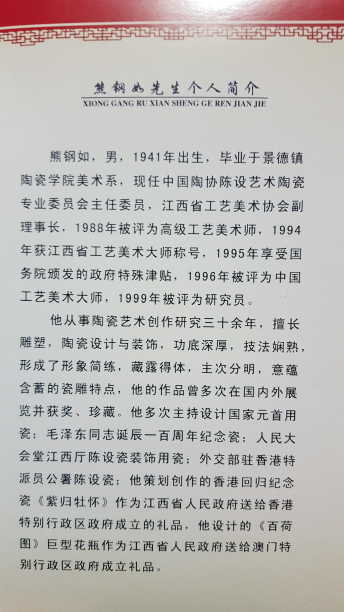 熊钢如先生个人简介
XIONG GANG RU XIAN SHENG GE REN JIAN JIE
熊钢如，男，1941年出生，毕业于景德镇
陶瓷学院美术系，现任中国陶协陈设艺术陶瓷
专业委员会主任委员，江西省工艺美术协会副
理事长，1988年被评为高级工艺美术师，1994
年获江西省工艺美术大师称号，1995年享受国
务院颁发的政府特殊津贴，1996年被评为中国
工艺美术大师，1999年被评为研究员。
他从事陶瓷艺术创作研究三十余年，擅长
雕塑，陶瓷设计与装饰，功底深厚，技法娴熟，
形成了形象简练，藏露得体，主次分明，意蕴
含蓄的瓷雕特点，他的作品曾多次在国内外展
览并获奖、珍藏。他多次主持设计国家元首用
瓷；毛泽东同志诞辰一百周年纪念瓷；人民大
会堂江西厅陈设瓷装饰用瓷；外交部驻香港特
派员公署陈设瓷；他策划创作的香港回归纪念
瓷《紫归牡怀》作为江西省人民政府送给香港
特别行政区政府成立的礼品，他设计的《百荷
图》巨型花瓶作为江西省人民政府送给澳门特
别行政区政府成立礼品。